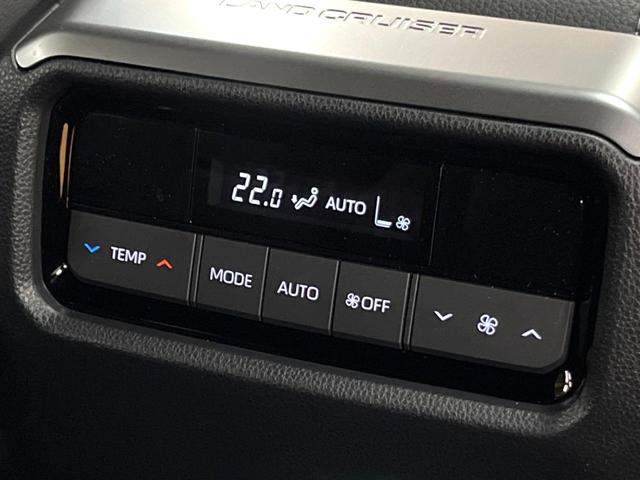 LAND CRUISER
22.0 AUTO
TEMP MODE AUTO OFF